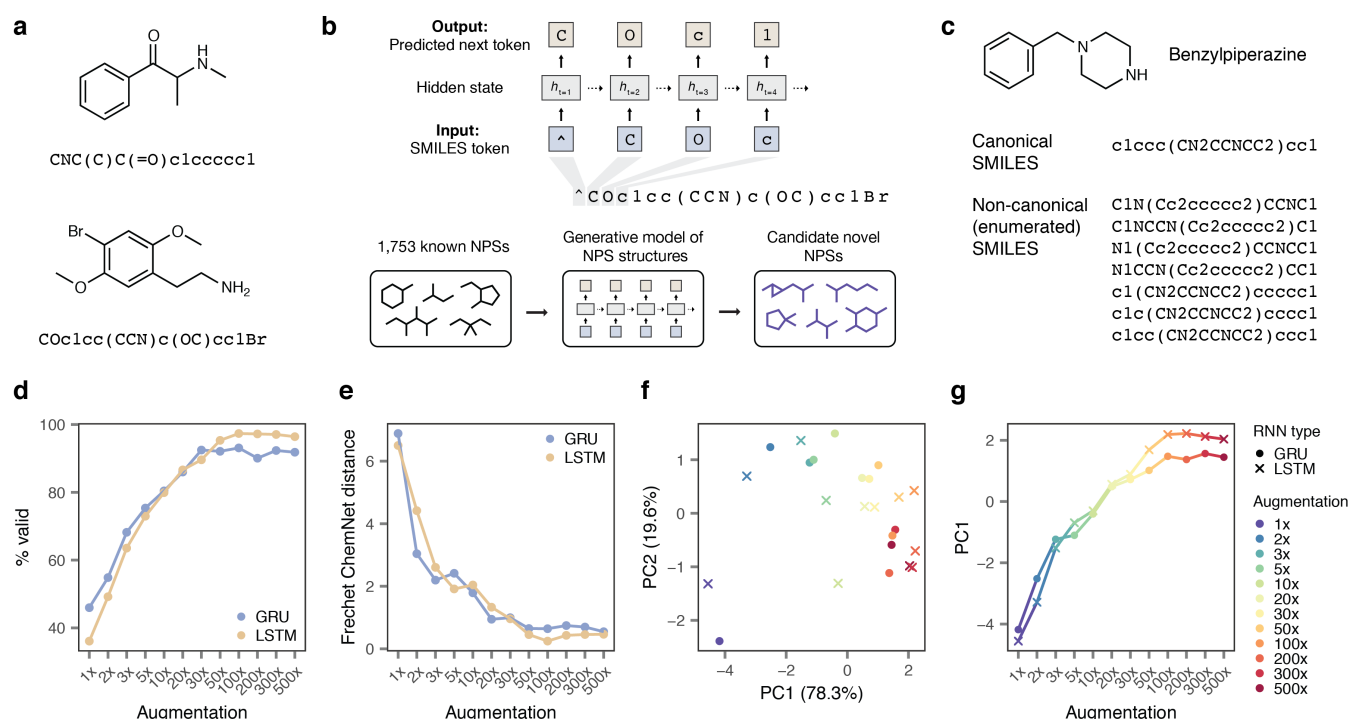 a
O
H
N
CNC(C)C(=O)c1ccccc1
Br
O
O
NH2
COc1cc(CCN)c(OC)cc1Br
b
Output:
Predicted next token
C
O
c
1
Hidden state
ht=1
ht=2
ht=3
ht=4
Input:
SMILES token
^
C
O
c
^COc1cc(CCN)c(OC)cc1Br
1,753 known NPSs
Generative model of
NPS structures
Candidate novel
NPSs
c
N
NH
Benzylpiperazine
Canonical
SMILES
c1ccc(CN2CCNCC2)cc1
Non-canonical
(enumerated)
SMILES
C1N(Cc2ccccc2)CCNC1
C1NCCN(Cc2ccccc2)C1
N1(Cc2ccccc2)CCNCC1
N1CCN(Cc2ccccc2)CC1
c1(CN2CCNCC2)ccccc1
c1c(CN2CCNCC2)cccc1
c1cc(CN2CCNCC2)ccc1
d
% valid
100
80
60
40
GRU
LSTM
1x
2x
3x
5x
10x
20x
30x
50x
100x
200x
300x
500x
Augmentation
e
Frechet ChemNet distance
6
4
2
0
GRU
LSTM
1x
2x
3x
5x
10x
20x
30x
50x
100x
200x
300x
500x
Augmentation
f
PC2 (19.6%)
1
0
−1
−2
−4
−2
0
2
PC1 (78.3%)
g
PC1
2
0
−2
−4
1x
2x
3x
5x
10x
20x
30x
50x
100x
200x
300x
500x
Augmentation
RNN type
GRU
LSTM
Augmentation
1x
2x
3x
5x
10x
20x
30x
50x
100x
200x
300x
500x